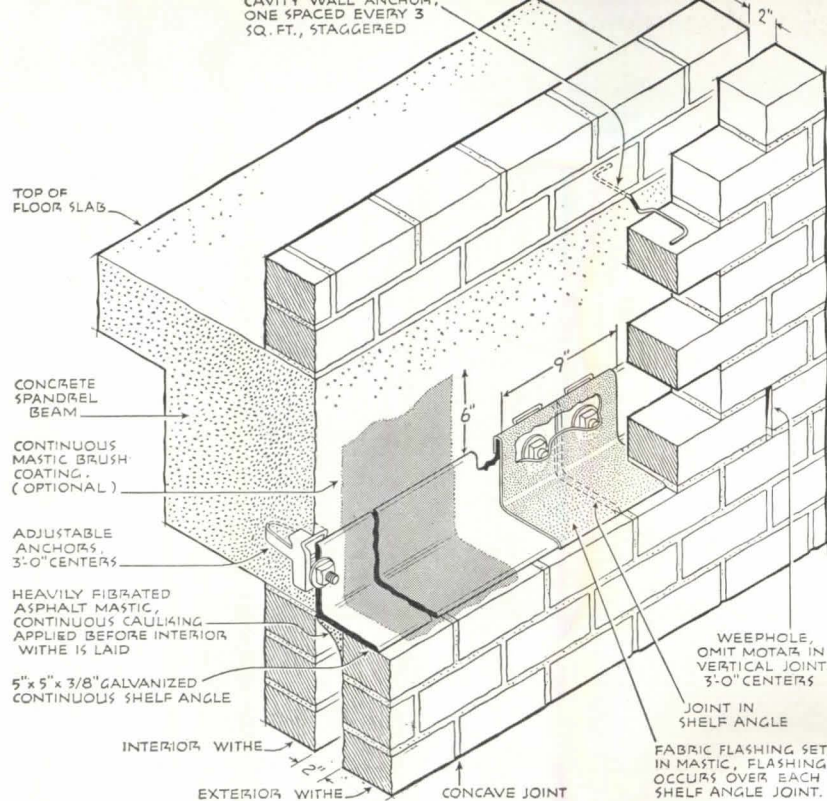 CAVITY WALL ANCHOR,
ONE SPACED EVERY 3
SQ. FT., STAGGERED
2"
TOP OF
FLOOR SLAB
9"
6"
CONCRETE
SPANDREL
BEAM
CONTINUOUS
MASTIC BRUSH
COATING.
(OPTIONAL)
ADJUSTABLE
ANCHORS,
3'-0" CENTERS
HEAVILY FIBRATED
ASPHALT MASTIC,
CONTINUOUS CAULKING
APPLIED BEFORE INTERIOR
WITHE IS LAID
5" x 5" x 3/8" GALVANIZED
CONTINUOUS SHELF ANGLE
INTERIOR WITHE
2"
EXTERIOR WITHE
CONCAVE JOINT
WEEPHOLE,
OMIT MOTAR IN
VERTICAL JOINT
3'-0" CENTERS
JOINT IN
SHELF ANGLE
FABRIC FLASHING SET
IN MASTIC, FLASHING
OCCURS OVER EACH
SHELF ANGLE JOINT.